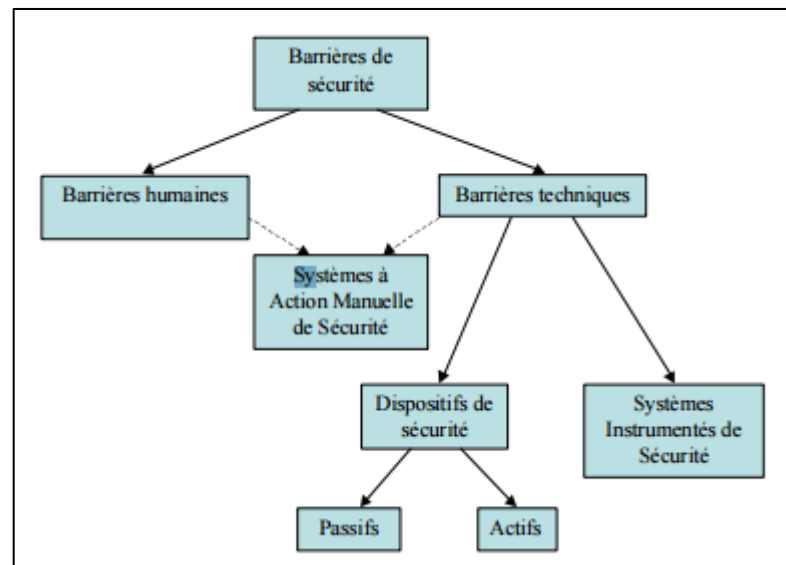 Barrières de
sécurité
Barrières humaines
Barrières techniques
Systèmes à
Action Manuelle
de Sécurité
Dispositifs de
sécurité
Systèmes
Instrumentés de
Sécurité
Passifs
Actifs